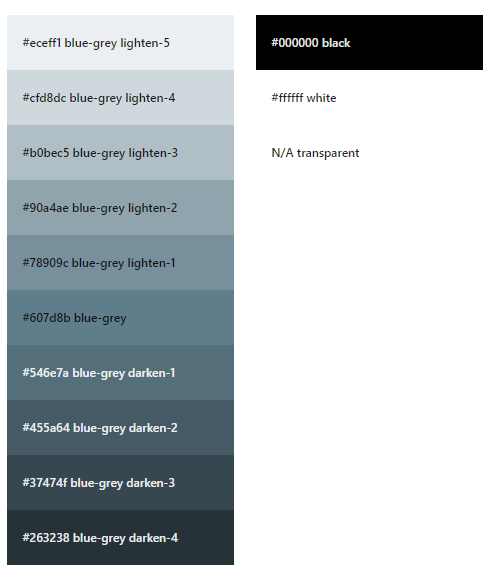 #eceff1 blue-grey lighten-5
#cfd8dc blue-grey lighten-4
#b0bec5 blue-grey lighten-3
#90a4ae blue-grey lighten-2
#78909c blue-grey lighten-1
#607d8b blue-grey
#546e7a blue-grey darken-1
#455a64 blue-grey darken-2
#37474f blue-grey darken-3
#263238 blue-grey darken-4
#000000 black
#ffffff white
N/A transparent